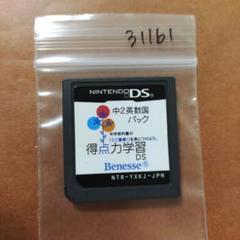 31161
NINTENDO DS
中2英数国
パック
得点力学習
DS
Benesse®
NTR-YXKJ-JPN